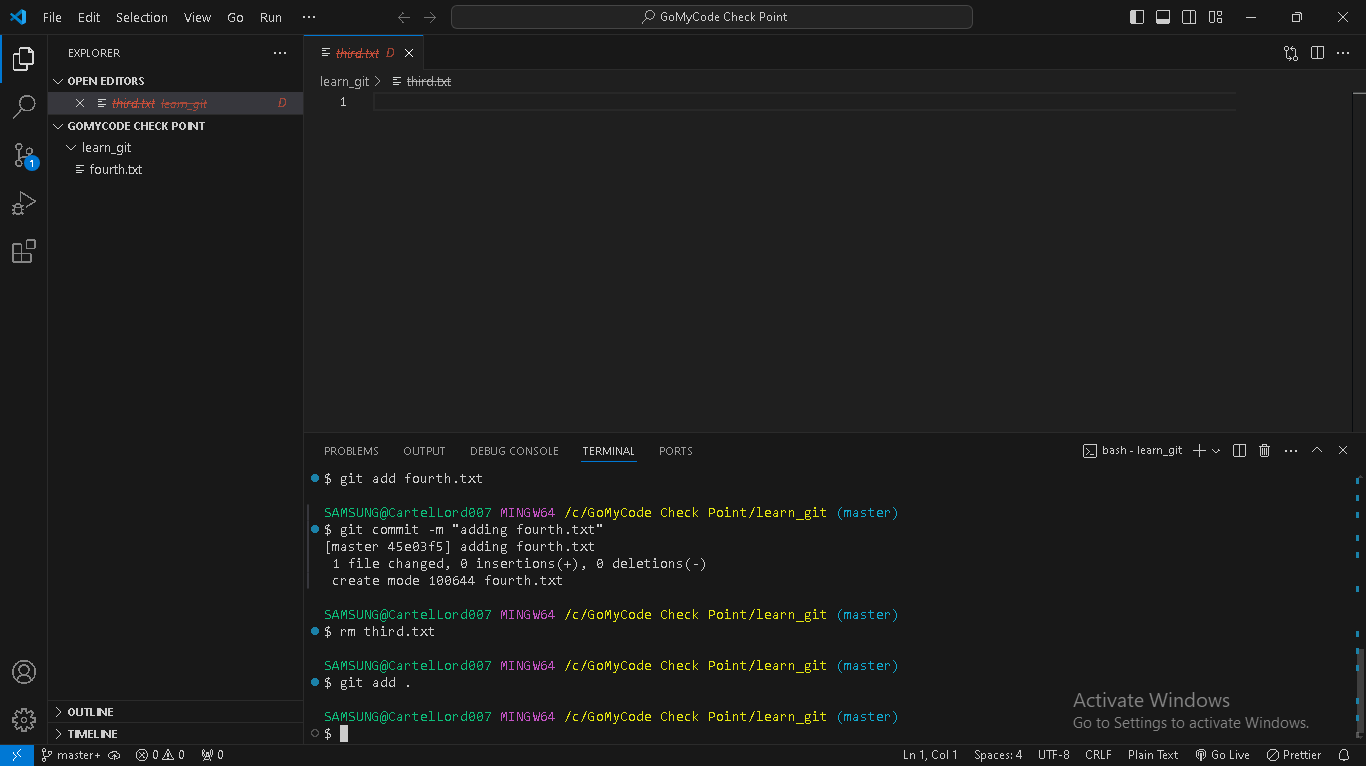 File Edit Selection View Go Run ···
GoMyCode Check Point
EXPLORER ···
OPEN EDITORS
third.txt learn_git D
GOMYCODE CHECK POINT
learn_git
fourth.txt
OUTLINE
TIMELINE
1
third.txt D
learn_git > third.txt
1
PROBLEMS OUTPUT DEBUG CONSOLE TERMINAL PORTS
bash - learn_git
$ git add fourth.txt
SAMSUNG@CartelLord007 MINGW64 /c/GoMyCode Check Point/learn_git (master)
$ git commit -m "adding fourth.txt"
[master 45e03f5] adding fourth.txt
1 file changed, 0 insertions(+), 0 deletions(-)
create mode 100644 fourth.txt
SAMSUNG@CartelLord007 MINGW64 /c/GoMyCode Check Point/learn_git (master)
$ rm third.txt
SAMSUNG@CartelLord007 MINGW64 /c/GoMyCode Check Point/learn_git (master)
$ git add .
SAMSUNG@CartelLord007 MINGW64 /c/GoMyCode Check Point/learn_git (master)
$
Activate Windows
Go to Settings to activate Windows.
master+ 0 0 0
Ln 1, Col 1 Spaces: 4 UTF-8 CRLF Plain Text Go Live Prettier